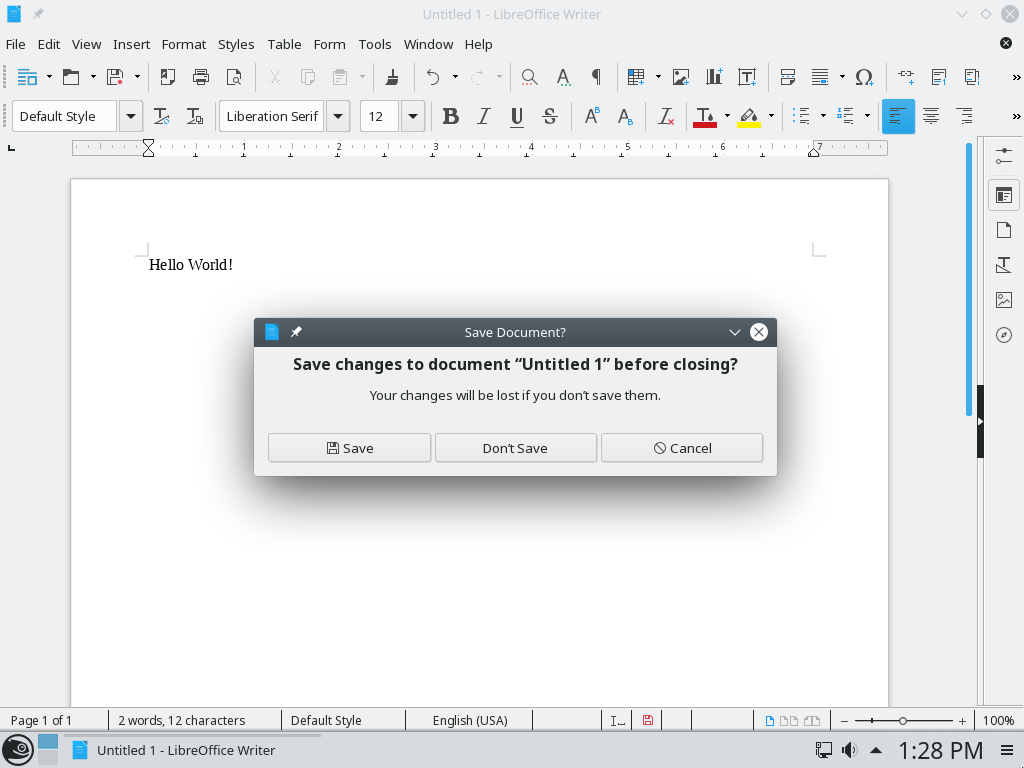 Untitled 1 - LibreOffice Writer
File Edit View Insert Format Styles Table Form Tools Window Help
Default Style Liberation Serif 12
1 2 3 4 5 6 7
Hello World!
Save Document?
Save changes to document “Untitled 1” before closing?
Your changes will be lost if you don’t save them.
Save Don’t Save Cancel
Page 1 of 1 2 words, 12 characters Default Style English (USA) 100%
Untitled 1 - LibreOffice Writer 1:28 PM